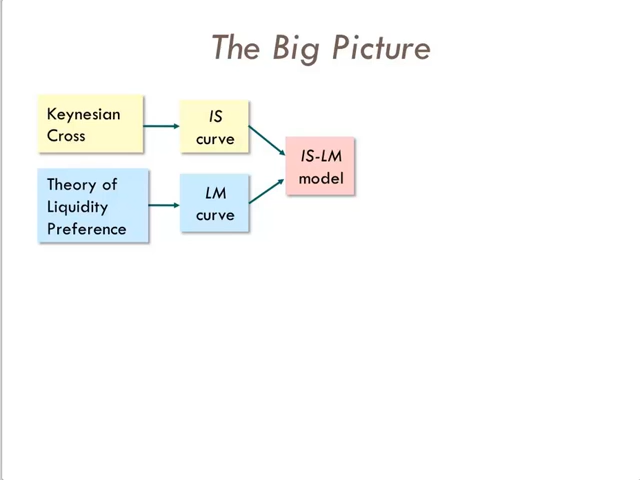 The Big Picture
Keynesian
Cross
IS
curve
IS-LM
model
Theory of
Liquidity
Preference
LM
curve